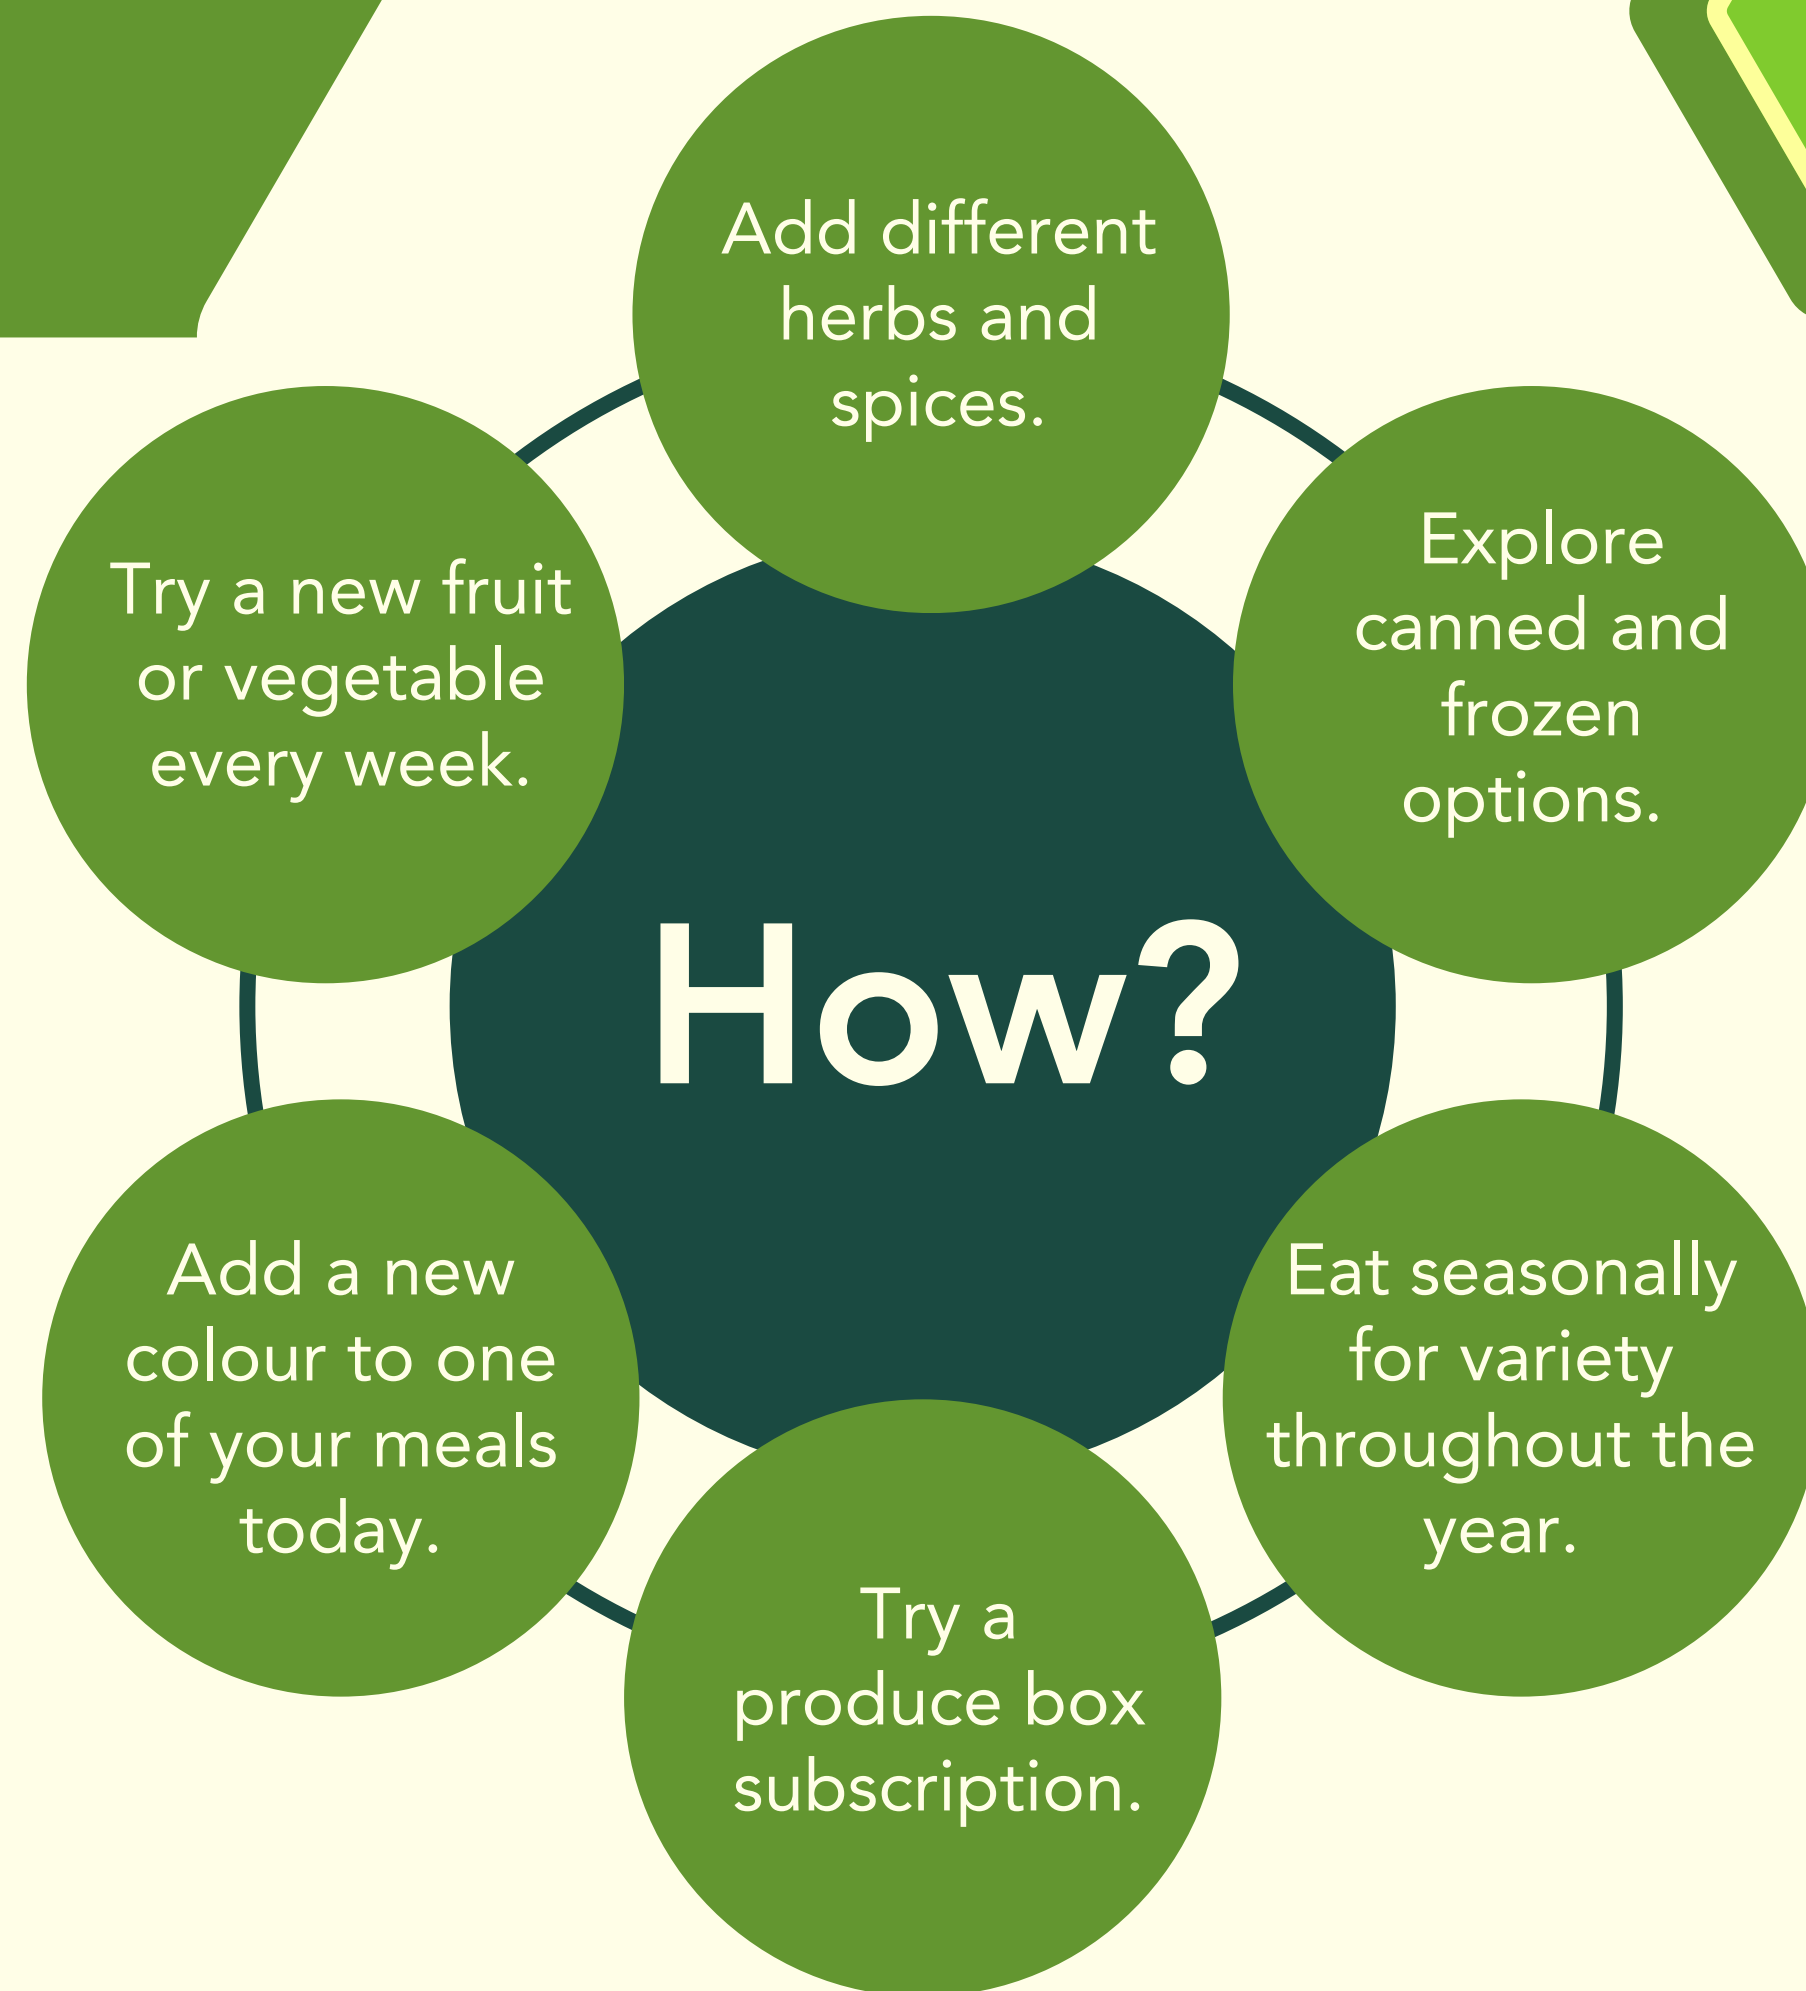 Add different
herbs and
spices.
Explore
canned and
frozen
options.
Try a new fruit
or vegetable
every week.
How?
Add a new
colour to one
of your meals
today.
Eat seasonally
for variety
throughout the
year.
Try a
produce box
subscription.